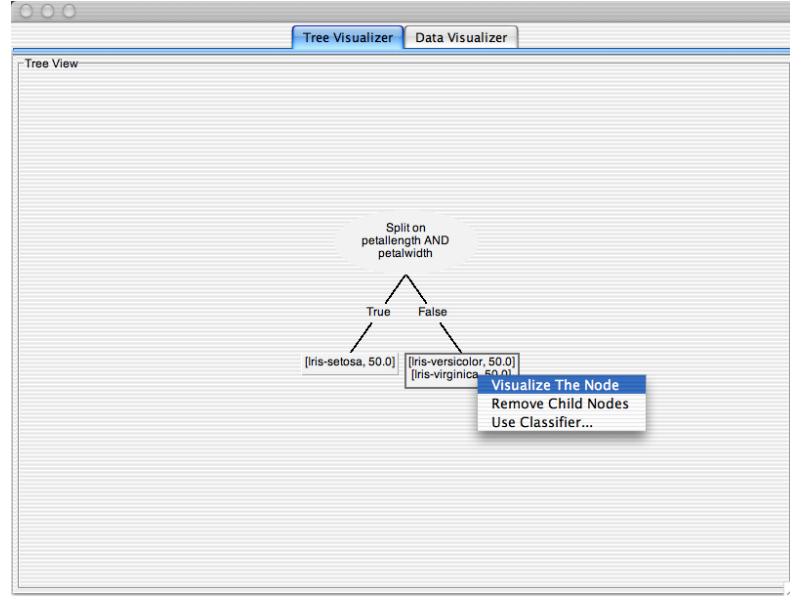 Tree Visualizer Data Visualizer
Tree View
Split on
petallength AND
petalwidth
True False
[Iris-setosa, 50.0] [Iris-versicolor, 50.0]
[Iris-virginica, 50.0]
Visualize The Node
Remove Child Nodes
Use Classifier...